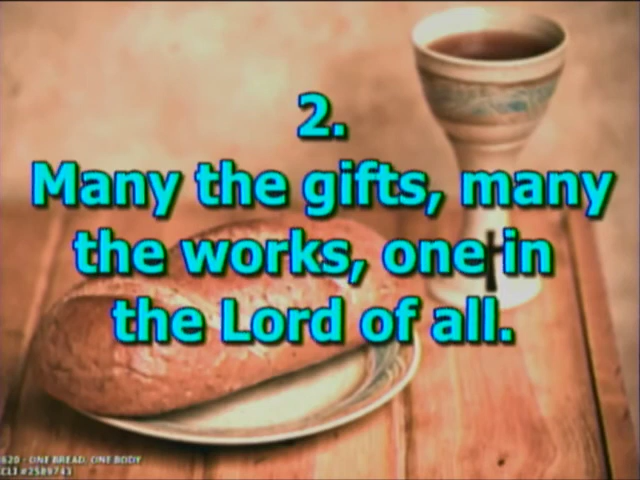 2.
Many the gifts, many
the works, one in
the Lord of all.
620 - ONE BREAD, ONE BODY
CLI #2589743